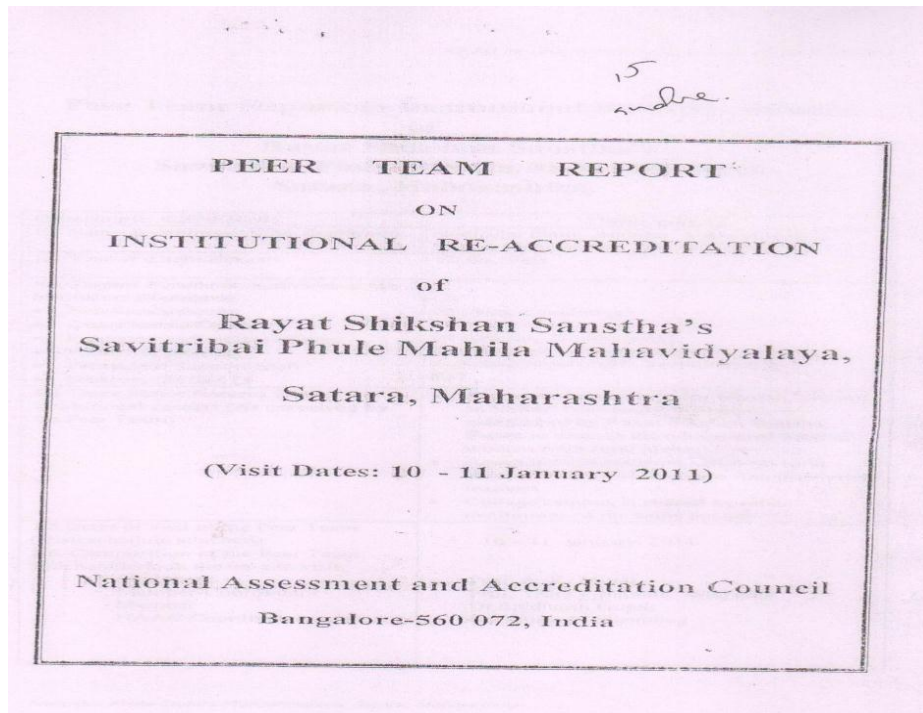 15
PEER TEAM REPORT
ON
INSTITUTIONAL RE-ACCREDITATION
of
Rayat Shikshan Sanstha's
Savitribai Phule Mahila Mahavidyalaya,
Satara, Maharashtra
(Visit Dates: 10 - 11 January 2011)
National Assessment and Accreditation Council
Bangalore-560 072, India